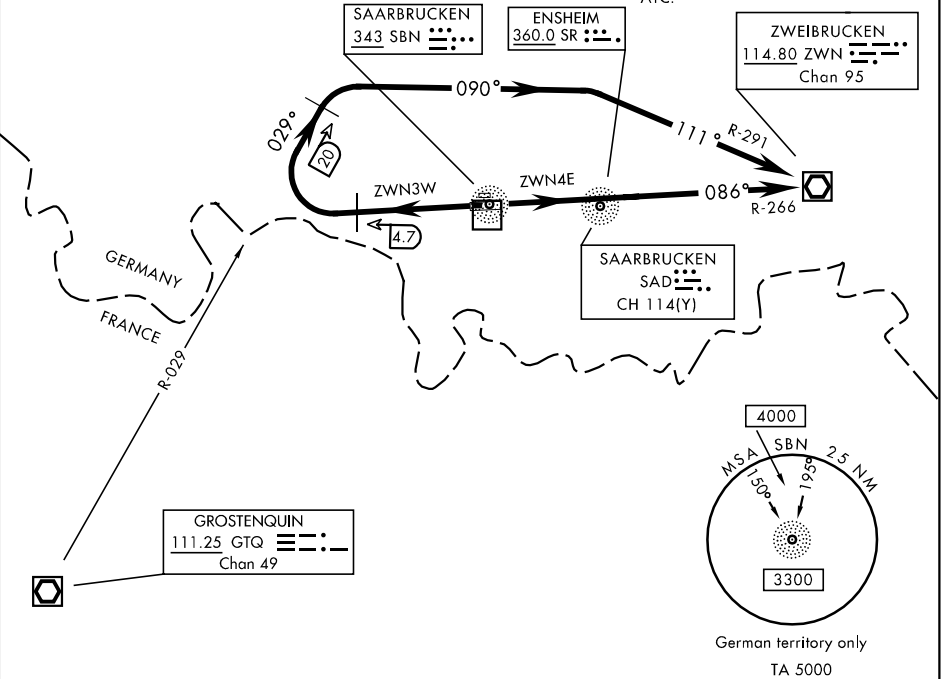 ATC.
SAARBRUCKEN
343 SBN
ENSHEIM
360.0 SR
ZWEIBRUCKEN
114.80 ZWN
Chan 95
090°
029°
20
111° R-291
ZWN3W
ZWN4E
086°
R-266
4.7
SAARBRUCKEN
SAD
CH 114(Y)
GERMANY
FRANCE
R-029
GROSTENQUIN
111.25 GTQ
Chan 49
4000
MSA SBN 25 NM
150°
195°
3300
German territory only
TA 5000